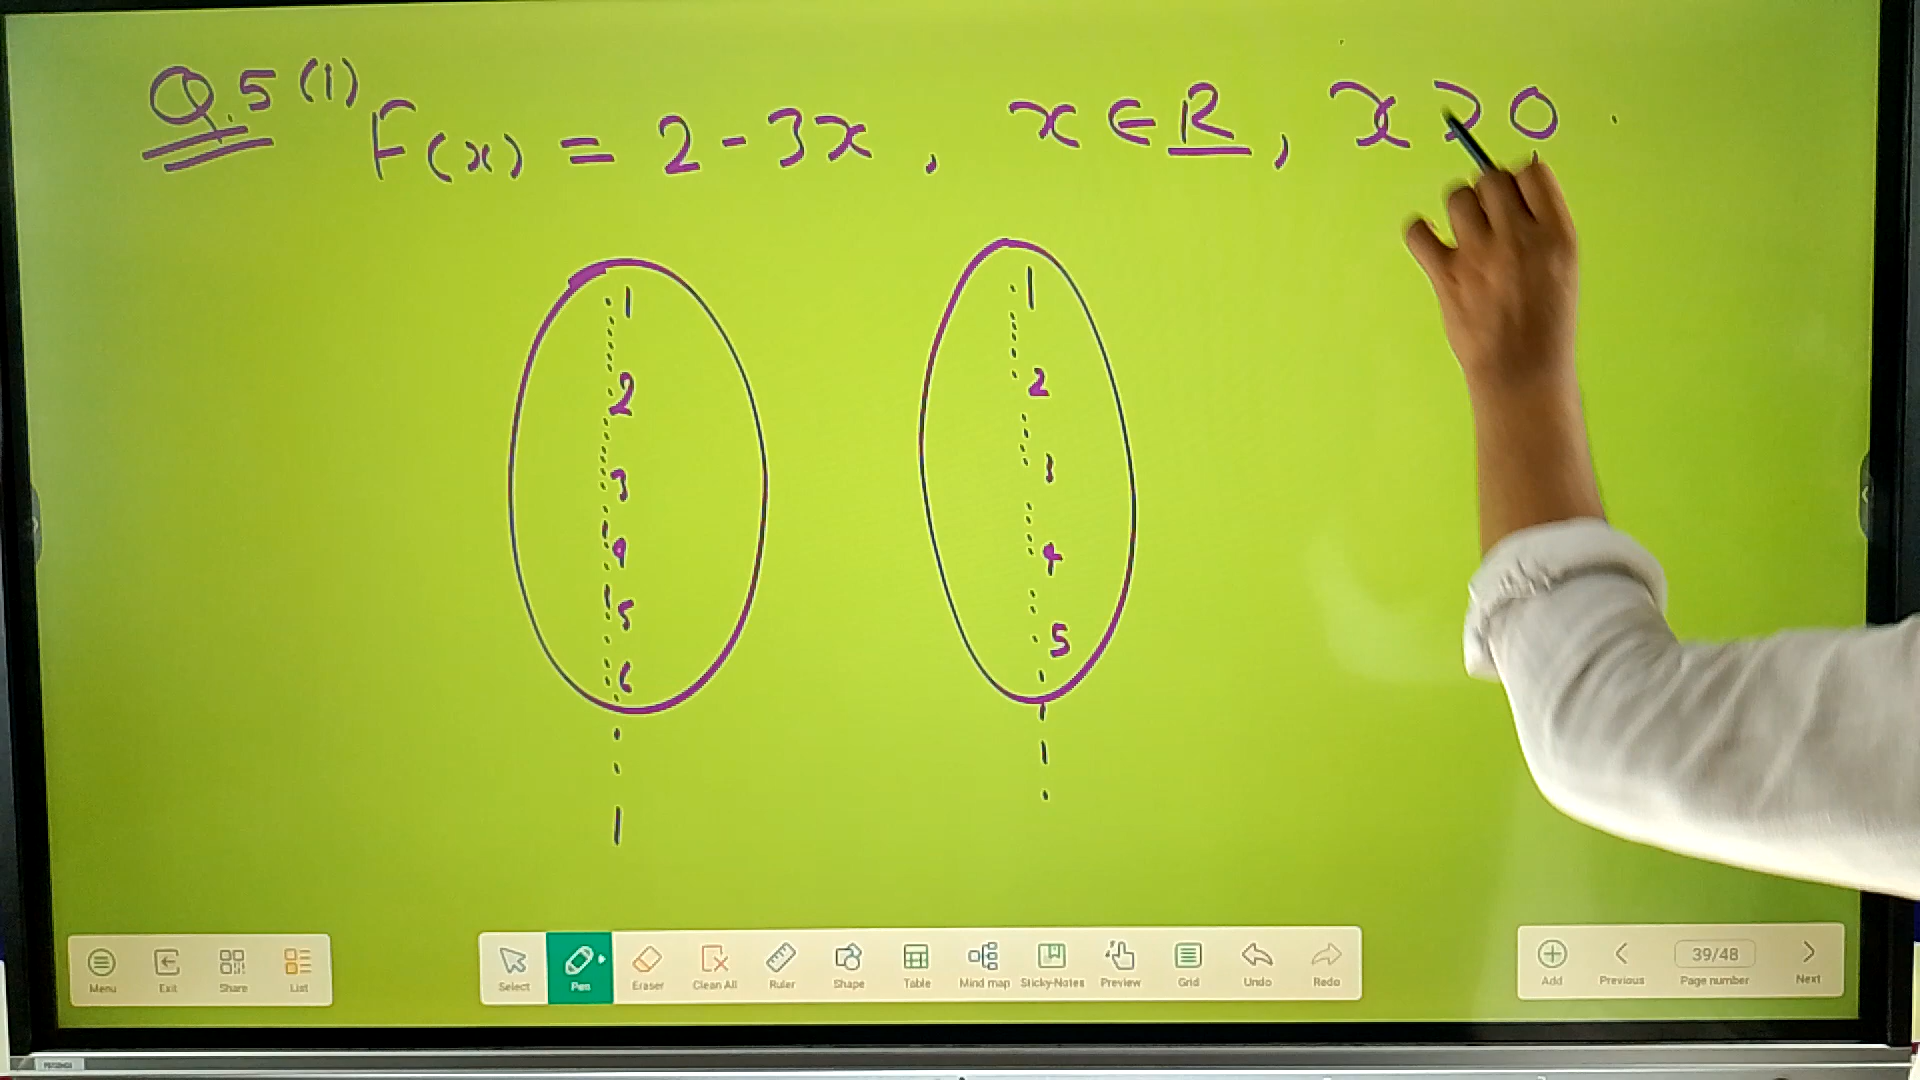 Q.5 (1) F(x) = 2 - 3x, x ∈ R, x > 0.
1
2
3
4
5
6
1
2
3
4
5
Menu Exit Share List
Select Pen Eraser Clean All Ruler Shape Table Mind map Sticky-Notes Preview Grid Undo Redo
Add Previous 39/48 Page number Next